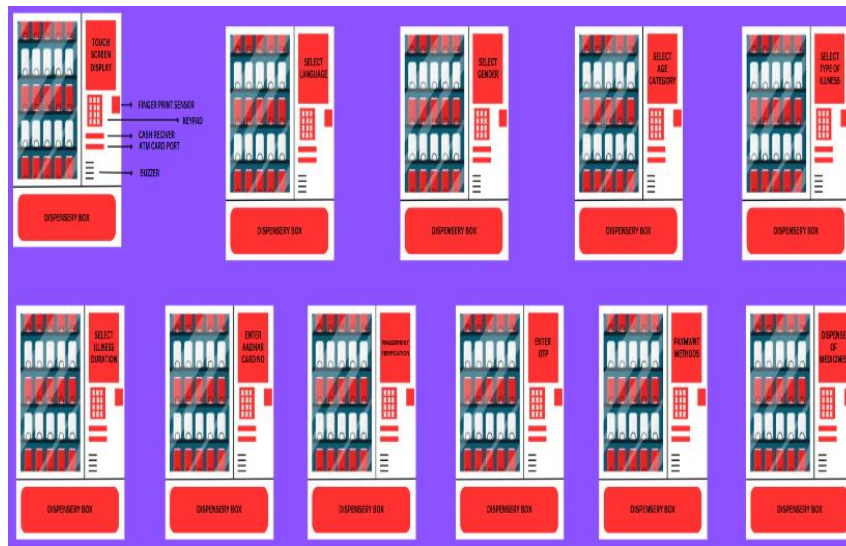 TOUCH
SCREEN
DISPLAY
FINGER PRINT SENSOR
KEYPAD
CASH RECIVER
ATM CARD PORT
BUZZER
DISPENSERY BOX
SELECT
LANGUAGE
DISPENSERY BOX
SELECT
GENDER
DISPENSERY BOX
SELECT
AGE
CATEGORY
DISPENSERY BOX
SELECT
TYPE OF
ILLNESS
DISPENSERY BOX
SELECT
ILLNESS
DURATION
DISPENSERY BOX
ENTER
AADHAR
CARD NO
DISPENSERY BOX
FINGERPRINT
VERIFICATION
DISPENSERY BOX
ENTER
OTP
DISPENSERY BOX
PAYMWNT
METHODS
DISPENSERY BOX
DISPENSE
OF
MEDICINES
DISPENSERY BOX